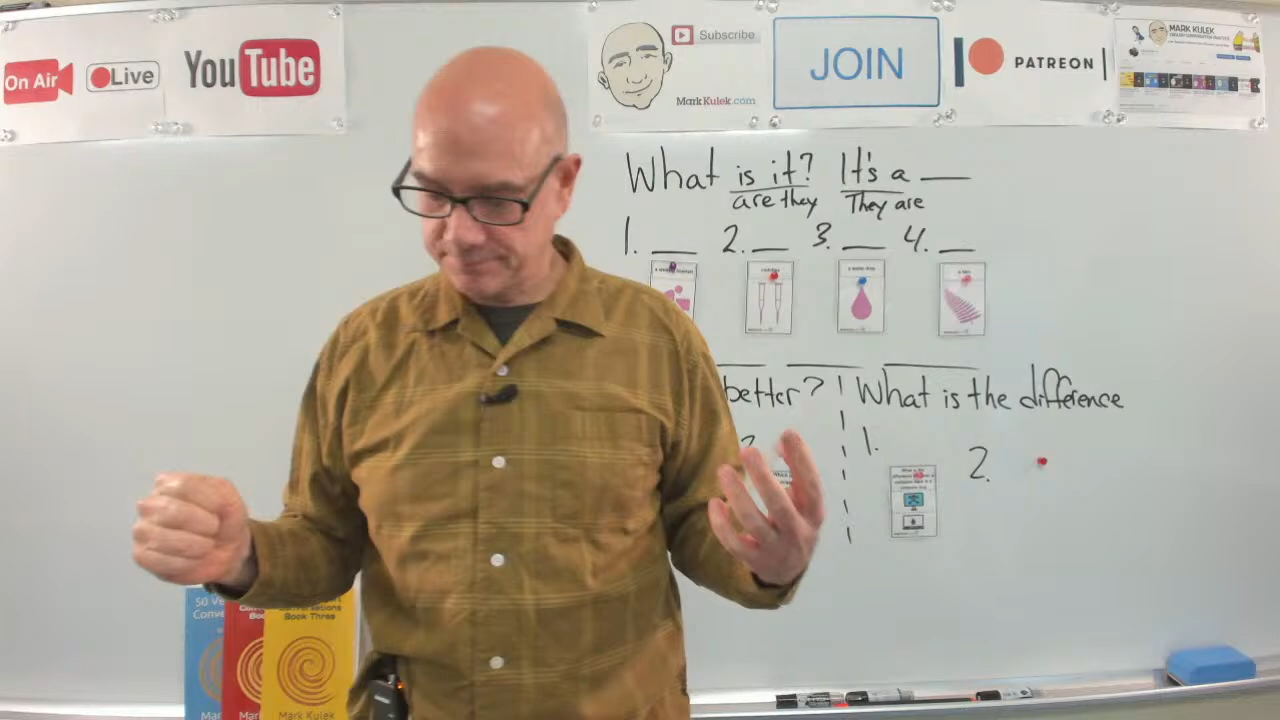 On Air
Live
YouTube
Subscribe
MarkKulek.com
JOIN
PATREON
MARK KULEK
What is it? It's a ___
are they They are
1. ___ 2. ___ 3. ___ 4. ___
better? What is the difference
1.
2.
50 Ve
Conve
Conversations
Book Three
Mark Kulek